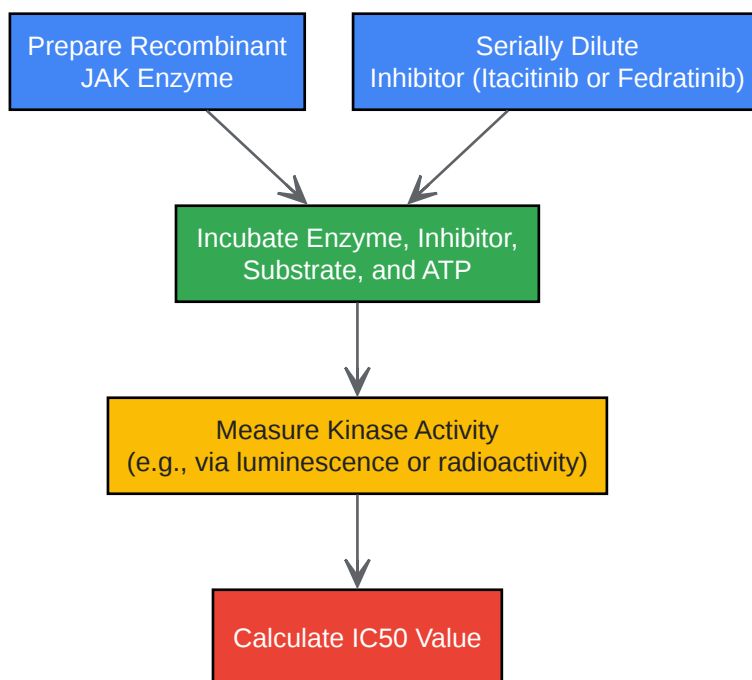 Prepare Recombinant
JAK Enzyme
Serially Dilute
Inhibitor (Itacitinib or Fedratinib)
Incubate Enzyme, Inhibitor,
Substrate, and ATP
Measure Kinase Activity
(e.g., via luminescence or radioactivity)
Calculate IC50 Value